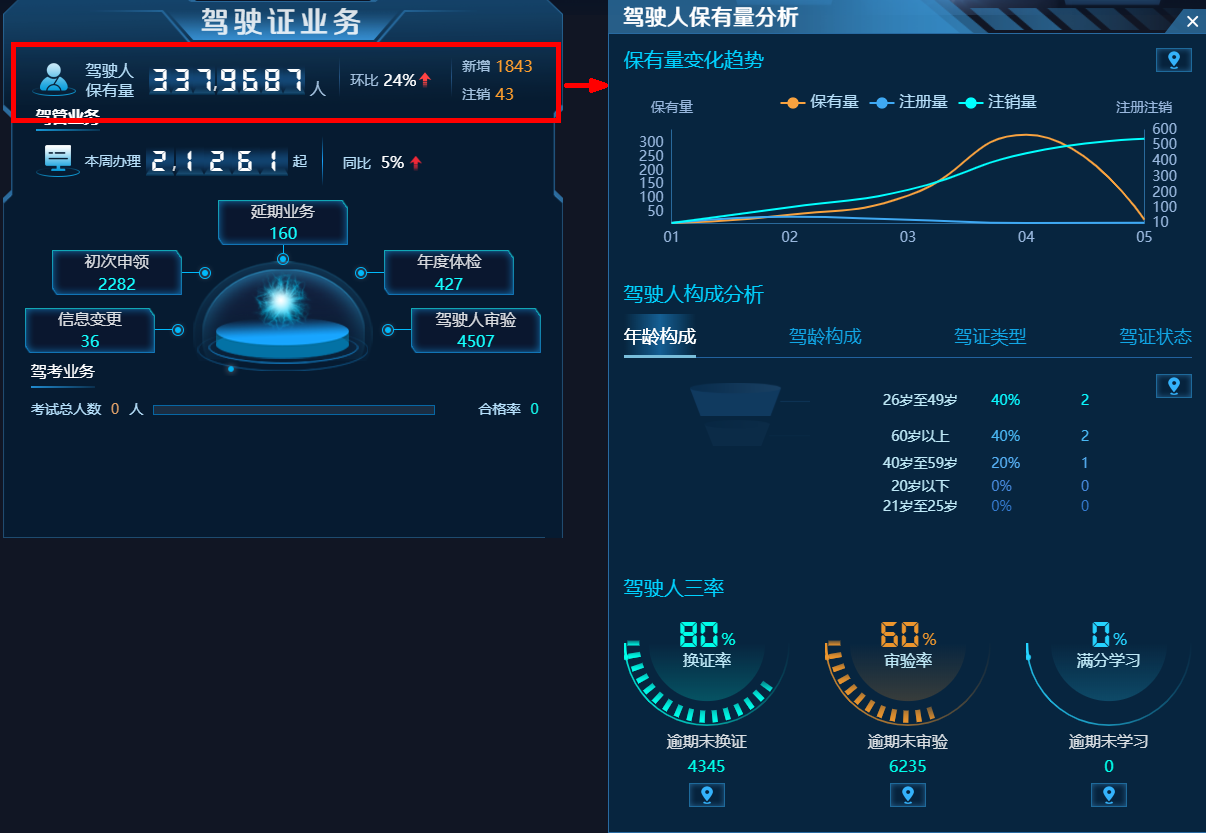 驾驶证业务
驾驶人
保有量
337,9687 人
环比 24%
新增 1843
注销 43
驾管业务
本周办理 2,1261 起
同比 5%
延期业务
160
初次申领
2282
年度体检
427
信息变更
36
驾驶人审验
4507
驾考业务
考试总人数 0 人
合格率 0
驾驶人保有量分析
×
保有量变化趋势
保有量
保有量 注册量 注销量
注册注销
300
250
200
150
100
50
600
500
400
300
200
100
10
01 02 03 04 05
驾驶人构成分析
年龄构成 驾龄构成 驾证类型 驾证状态
26岁至49岁 40% 2
60岁以上 40% 2
40岁至59岁 20% 1
20岁以下 0% 0
21岁至25岁 0% 0
驾驶人三率
80%
换证率
逾期未换证
4345
60%
审验率
逾期未审验
6235
0%
满分学习
逾期未学习
0